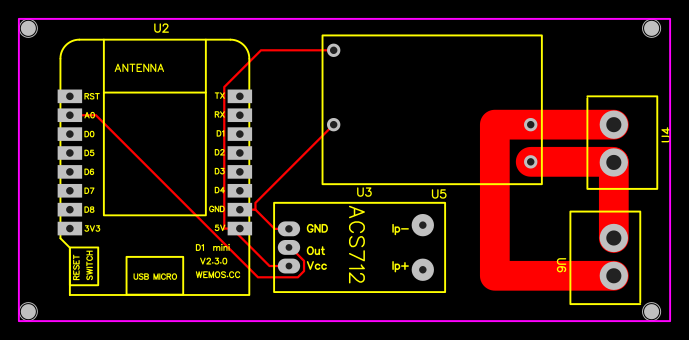 U2
ANTENNA
RST
A0
D0
D5
D6
D7
D8
3V3
TX
RX
D1
D2
D3
D4
GND
5V
D1 mini
V2.3.0
WEMOS.CC
RESET
SWITCH
USB MICRO
U3
U5
GND
Out
Vcc
ACS712
Ip-
Ip+
U4
U6